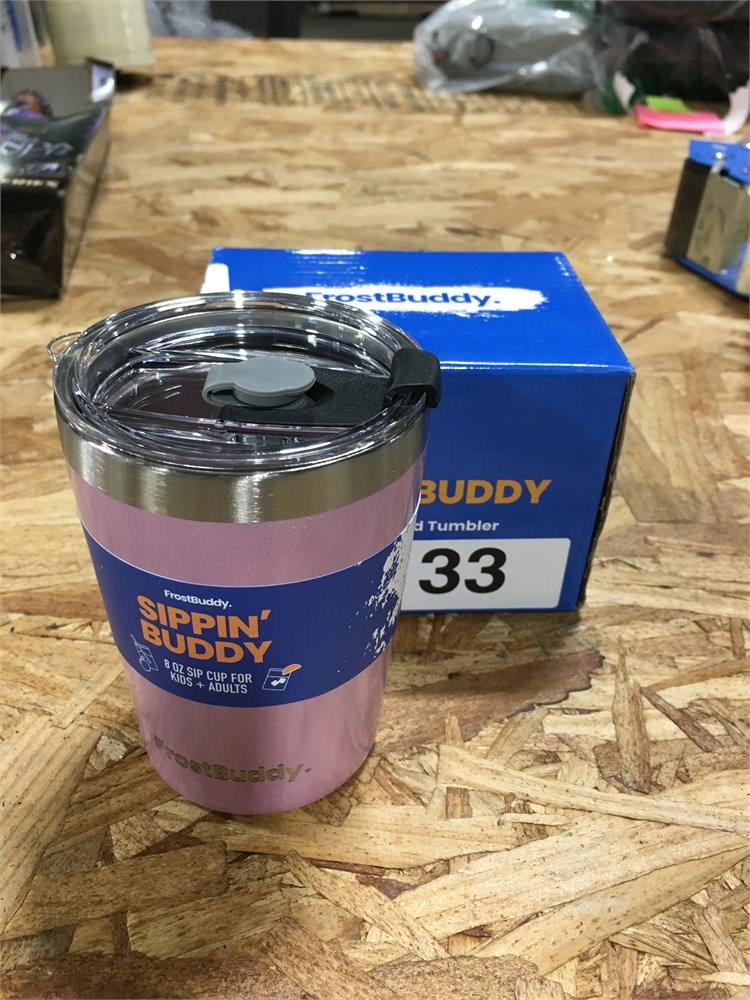 FrostBuddy.
BUDDY
d Tumbler
33
FrostBuddy.
SIPPIN'
BUDDY
8 OZ SIP CUP FOR
KIDS + ADULTS
FrostBuddy.